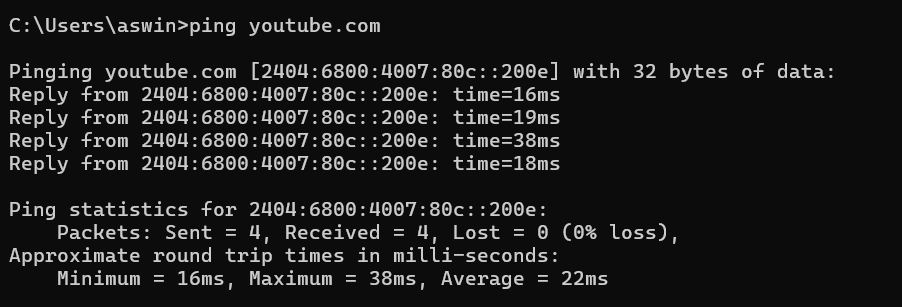 C:\Users\aswin>ping youtube.com
Pinging youtube.com [2404:6800:4007:80c::200e] with 32 bytes of data:
Reply from 2404:6800:4007:80c::200e: time=16ms
Reply from 2404:6800:4007:80c::200e: time=19ms
Reply from 2404:6800:4007:80c::200e: time=38ms
Reply from 2404:6800:4007:80c::200e: time=18ms
Ping statistics for 2404:6800:4007:80c::200e:
    Packets: Sent = 4, Received = 4, Lost = 0 (0% loss),
Approximate round trip times in milli-seconds:
    Minimum = 16ms, Maximum = 38ms, Average = 22ms